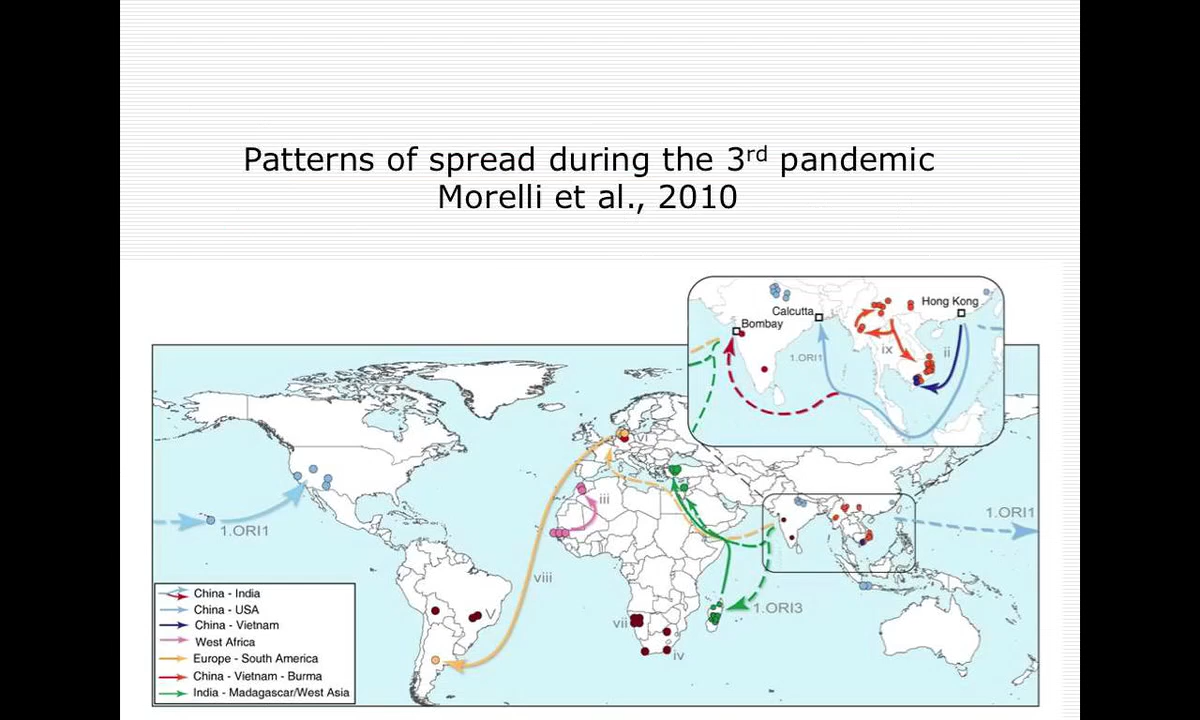 Patterns of spread during the 3rd pandemic
Morelli et al., 2010
Hong Kong
Calcutta
Bombay
1.ORI1
ix
ii
iii
1.ORI1
1.ORI1
viii
V
vii
1.ORI3
iv
China - India
China - USA
China - Vietnam
West Africa
Europe - South America
China - Vietnam - Burma
India - Madagascar/West Asia